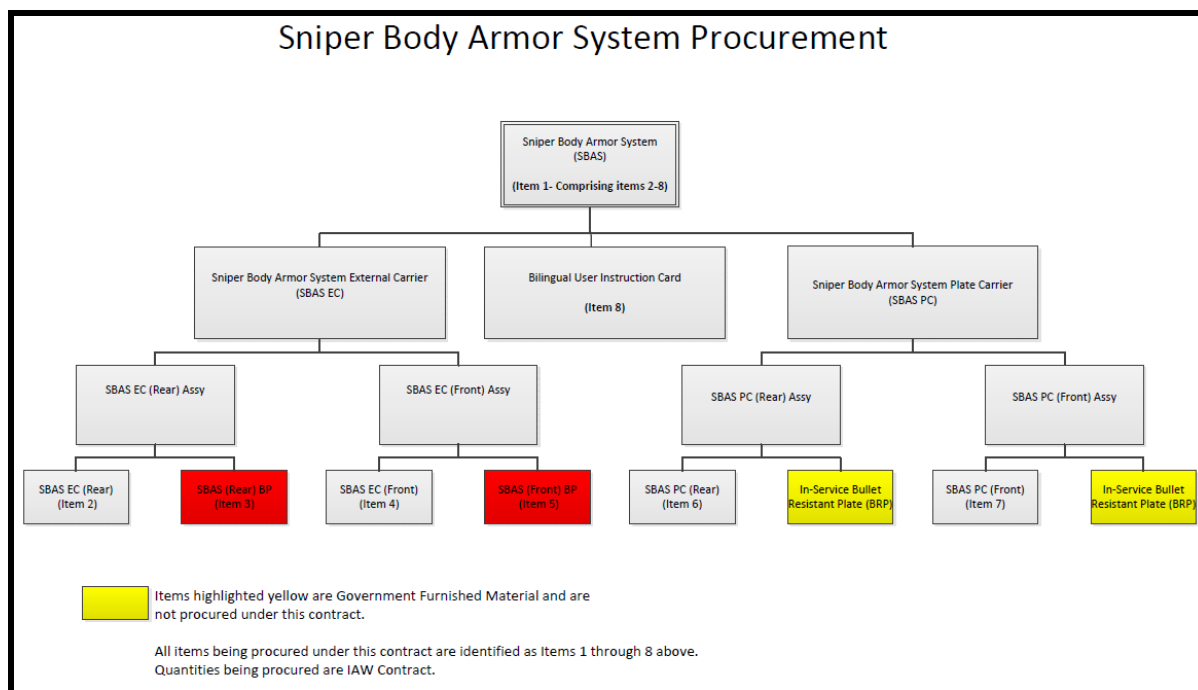 Sniper Body Armor System Procurement
Sniper Body Armor System
(SBAS)
(Item 1- Comprising items 2-8)
Sniper Body Armor System External Carrier
(SBAS EC)
Bilingual User Instruction Card
(Item 8)
Sniper Body Armor System Plate Carrier
(SBAS PC)
SBAS EC (Rear) Assy
SBAS EC (Front) Assy
SBAS PC (Rear) Assy
SBAS PC (Front) Assy
SBAS EC (Rear)
(Item 2)
SBAS (Rear) BP
(Item 3)
SBAS EC (Front)
(Item 4)
SBAS (Front) BP
(Item 5)
SBAS PC (Rear)
(Item 6)
In-Service Bullet
Resistant Plate (BRP)
SBAS PC (Front)
(Item 7)
In-Service Bullet
Resistant Plate (BRP)
Items highlighted yellow are Government Furnished Material and are
not procured under this contract.
All items being procured under this contract are identified as Items 1 through 8 above.
Quantities being procured are IAW Contract.